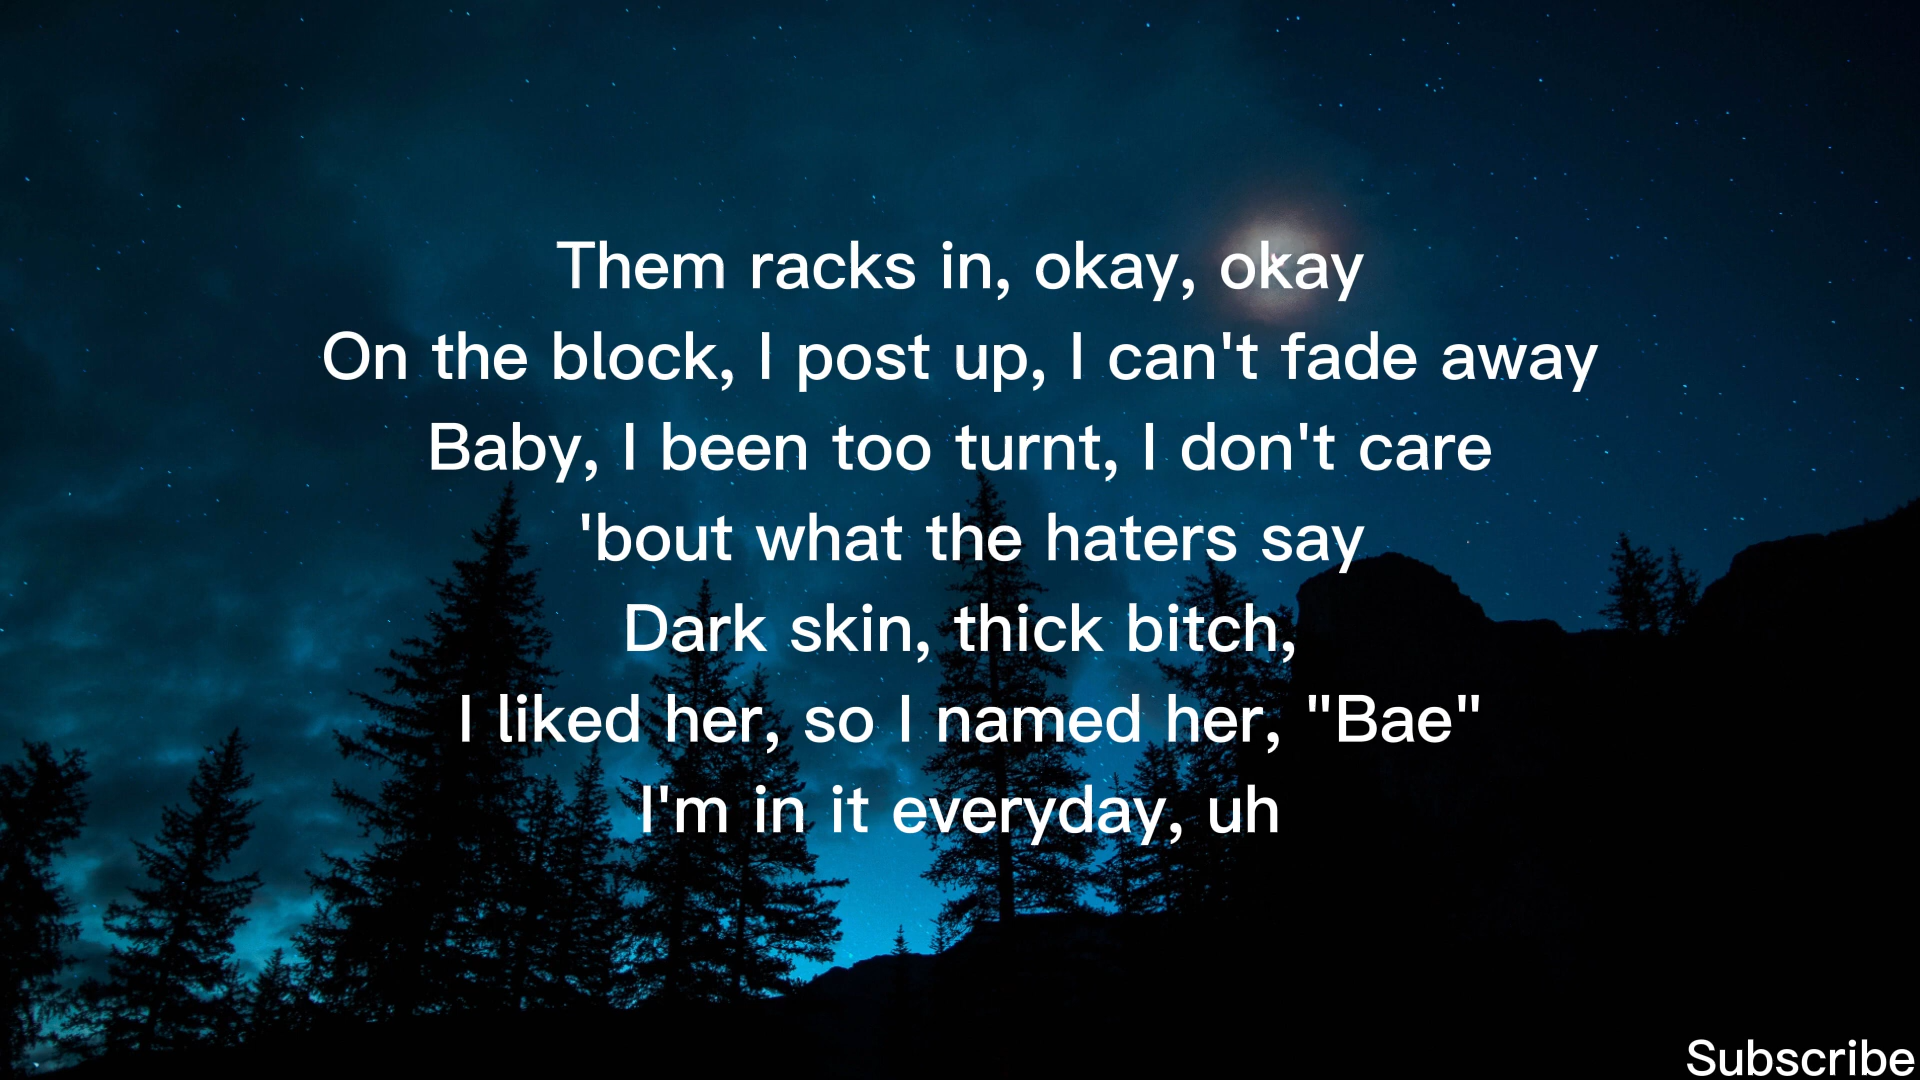 Them racks in, okay, okay
On the block, I post up, I can't fade away
Baby, I been too turnt, I don't care
'bout what the haters say
Dark skin, thick bitch,
I liked her, so I named her, "Bae"
I'm in it everyday, uh
Subscribe